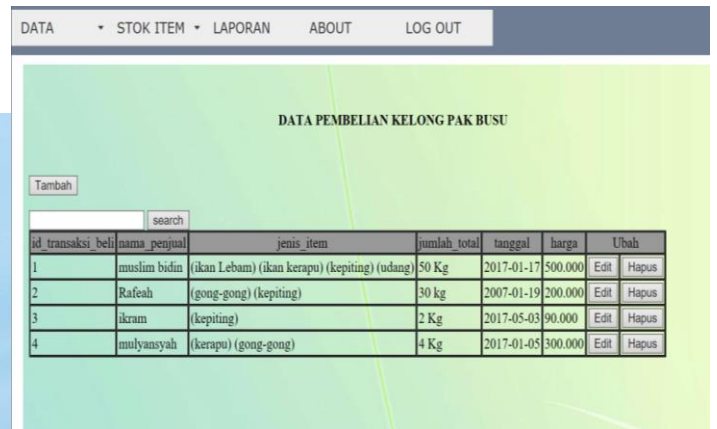 DATA STOK ITEM LAPORAN ABOUT LOG OUT
DATA PEMBELIAN KELONG PAK BUSU
Tambah
search
id_transaksi_beli nama_penjual jenis_item jumlah_total tanggal harga Ubah
1 muslim bidin (ikan Lebam) (ikan kerapu) (kepiting) (udang) 50 Kg 2017-01-17 500.000 Edit Hapus
2 Rafeah (gong-gong) (kepiting) 30 kg 2007-01-19 200.000 Edit Hapus
3 ikram (kepiting) 2 Kg 2017-05-03 90.000 Edit Hapus
4 mulyansyah (kerapu) (gong-gong) 4 Kg 2017-01-05 300.000 Edit Hapus